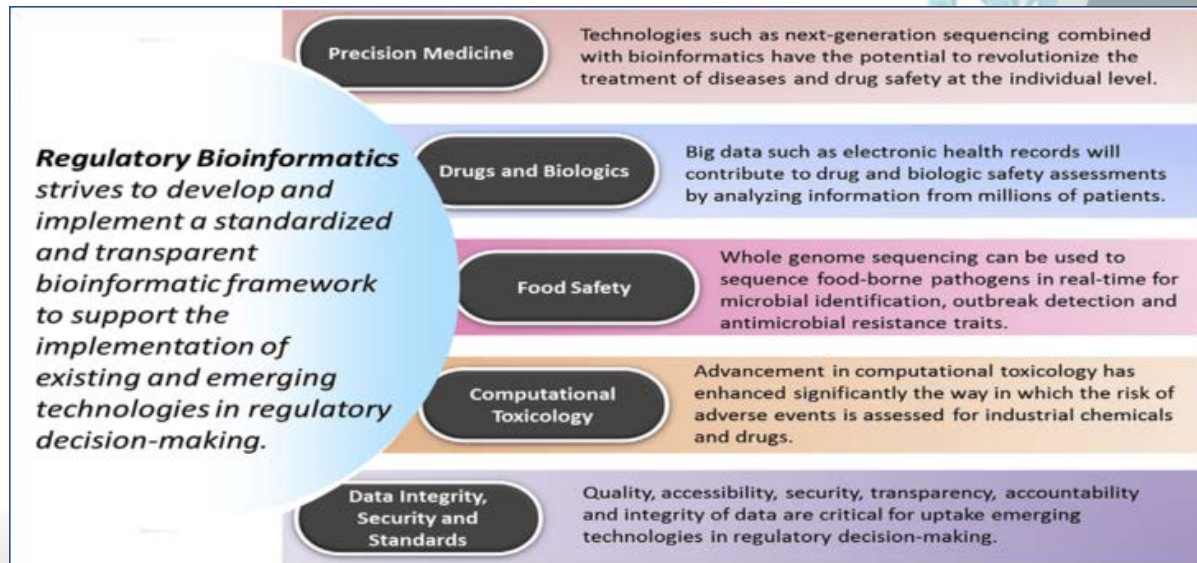 Regulatory Bioinformatics
strives to develop and
implement a standardized
and transparent
bioinformatic framework
to support the
implementation of
existing and emerging
technologies in regulatory
decision-making.
Precision Medicine
Technologies such as next-generation sequencing combined
with bioinformatics have the potential to revolutionize the
treatment of diseases and drug safety at the individual level.
Drugs and Biologics
Big data such as electronic health records will
contribute to drug and biologic safety assessments
by analyzing information from millions of patients.
Food Safety
Whole genome sequencing can be used to
sequence food-borne pathogens in real-time for
microbial identification, outbreak detection and
antimicrobial resistance traits.
Computational
Toxicology
Advancement in computational toxicology has
enhanced significantly the way in which the risk of
adverse events is assessed for industrial chemicals
and drugs.
Data Integrity,
Security and
Standards
Quality, accessibility, security, transparency, accountability
and integrity of data are critical for uptake emerging
technologies in regulatory decision-making.